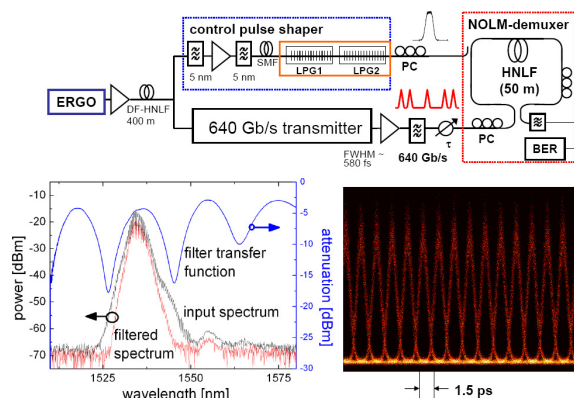 control pulse shaper
NOLM-demuxer
5 nm
5 nm
SMF
LPG1
LPG2
PC
HNLF
(50 m)
ERGO
DF-HNLF
400 m
640 Gb/s transmitter
FWHM ~
580 fs
640 Gb/s
τ
PC
BER
-10
-20
-30
-40
-50
-60
-70
power [dBm]
1525
1550
1575
wavelength [nm]
0
-5
-10
-15
-20
-25
-30
attenuation [dBm]
filter transfer
function
input spectrum
filtered
spectrum
1.5 ps